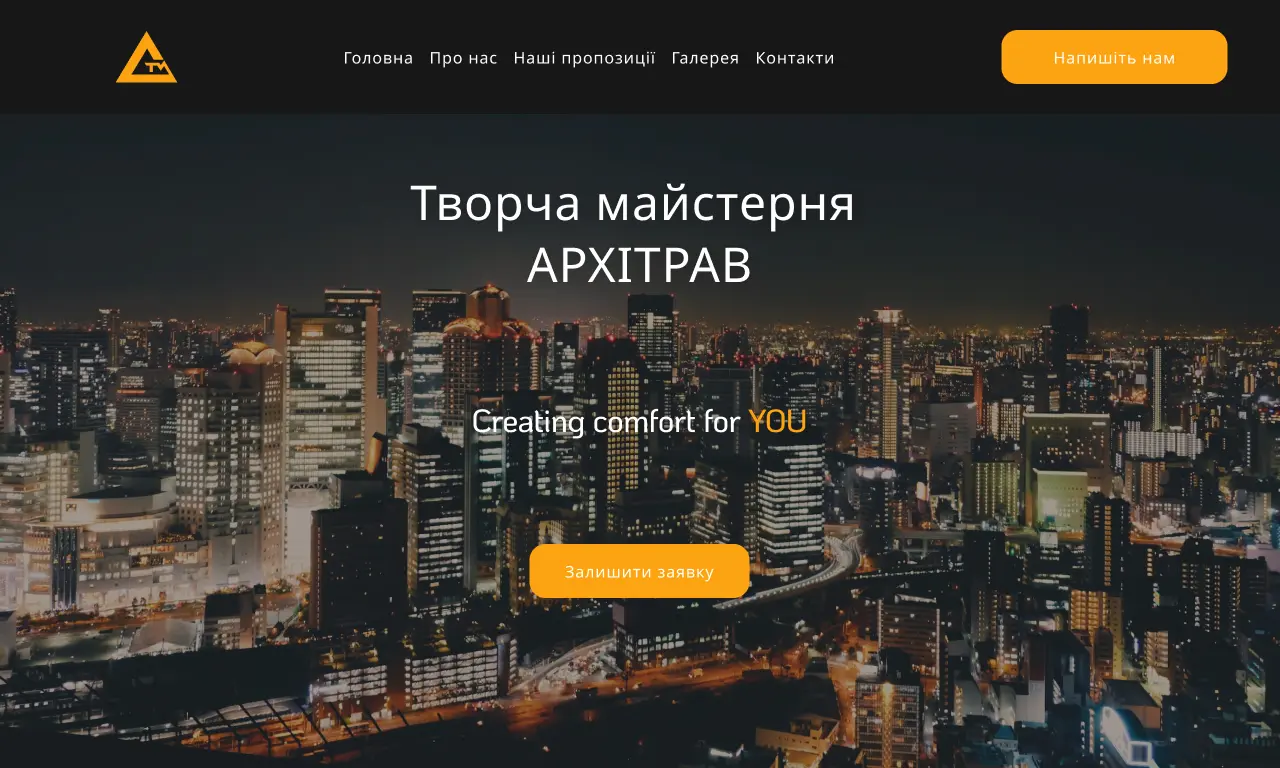 ТМ
Головна
Про нас
Наші пропозиції
Галерея
Контакти
Напишіть нам
Творча майстерня
АРХІТРАВ
Creating comfort for YOU
Залишити заявку